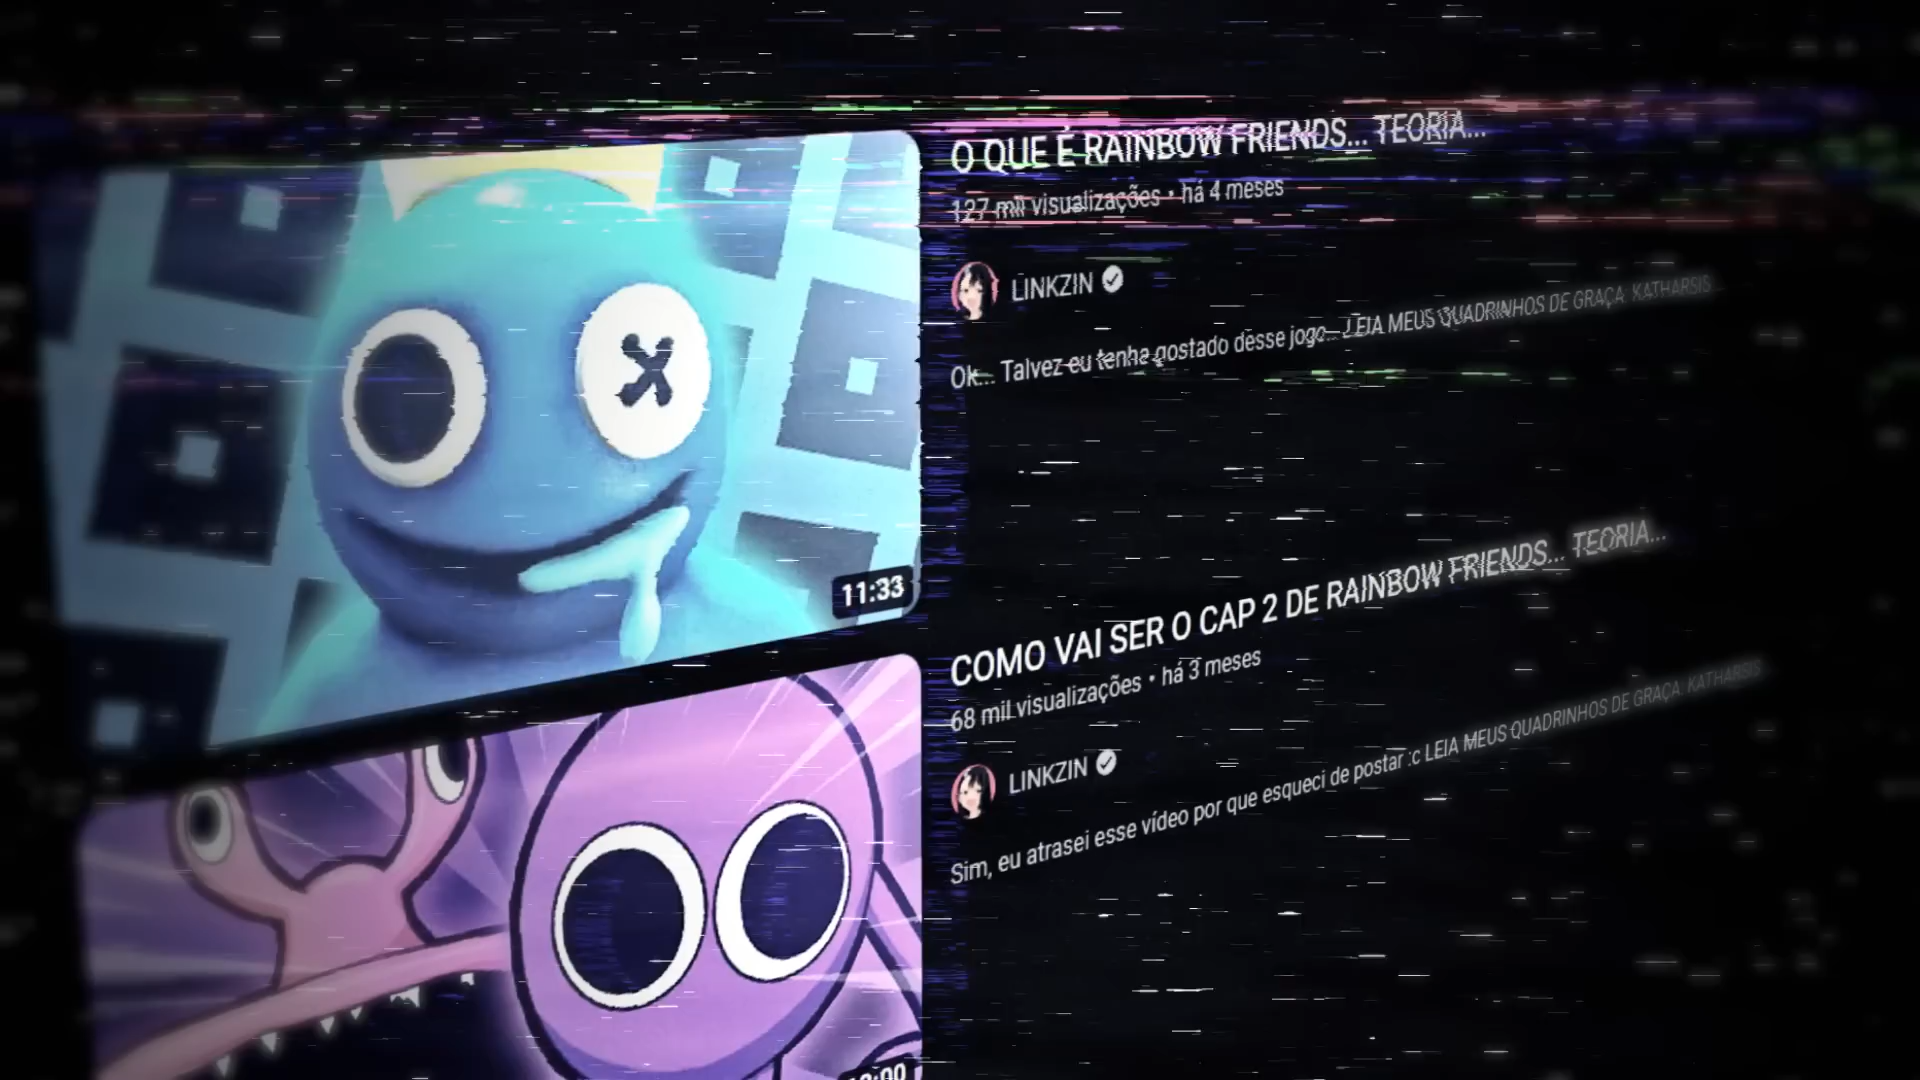 O QUE É RAINBOW FRIENDS... TEORIA...
127 mil visualizações • há 4 meses
LINKZIN
Ok... Talvez eu tenha gostado desse jogo... LEIA MEUS QUADRINHOS DE GRAÇA: KATHARSIS
11:33
COMO VAI SER O CAP 2 DE RAINBOW FRIENDS... TEORIA...
68 mil visualizações • há 3 meses
LINKZIN
Sim, eu atrasei esse vídeo por que esqueci de postar :c LEIA MEUS QUADRINHOS DE GRAÇA: KATHARSIS